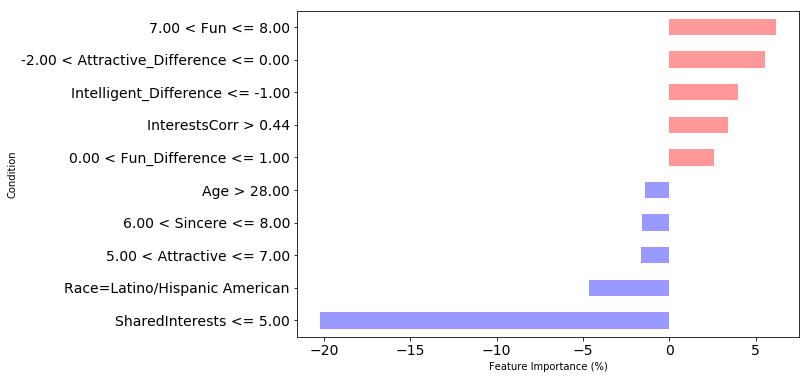 7.00 < Fun <= 8.00
-2.00 < Attractive_Difference <= 0.00
Intelligent_Difference <= -1.00
InterestsCorr > 0.44
0.00 < Fun_Difference <= 1.00
Age > 28.00
6.00 < Sincere <= 8.00
5.00 < Attractive <= 7.00
Race=Latino/Hispanic American
SharedInterests <= 5.00
Condition
−20 −15 −10 −5 0 5
Feature Importance (%)